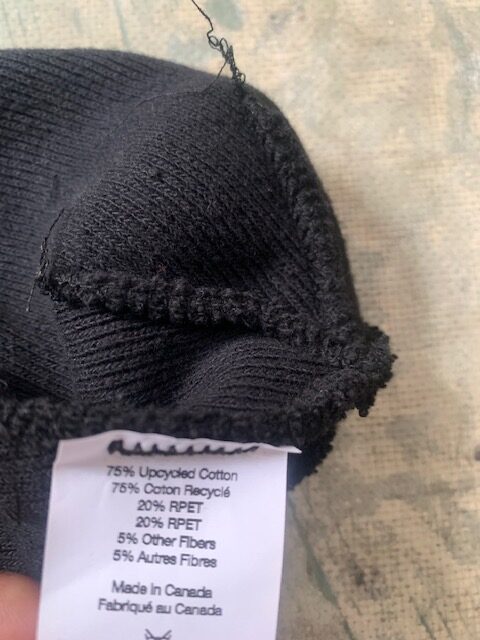 75% Upcycled Cotton
75% Coton Recyclé
20% RPET
20% RPET
5% Other Fibers
5% Autres Fibres
Made in Canada
Fabriqué au Canada